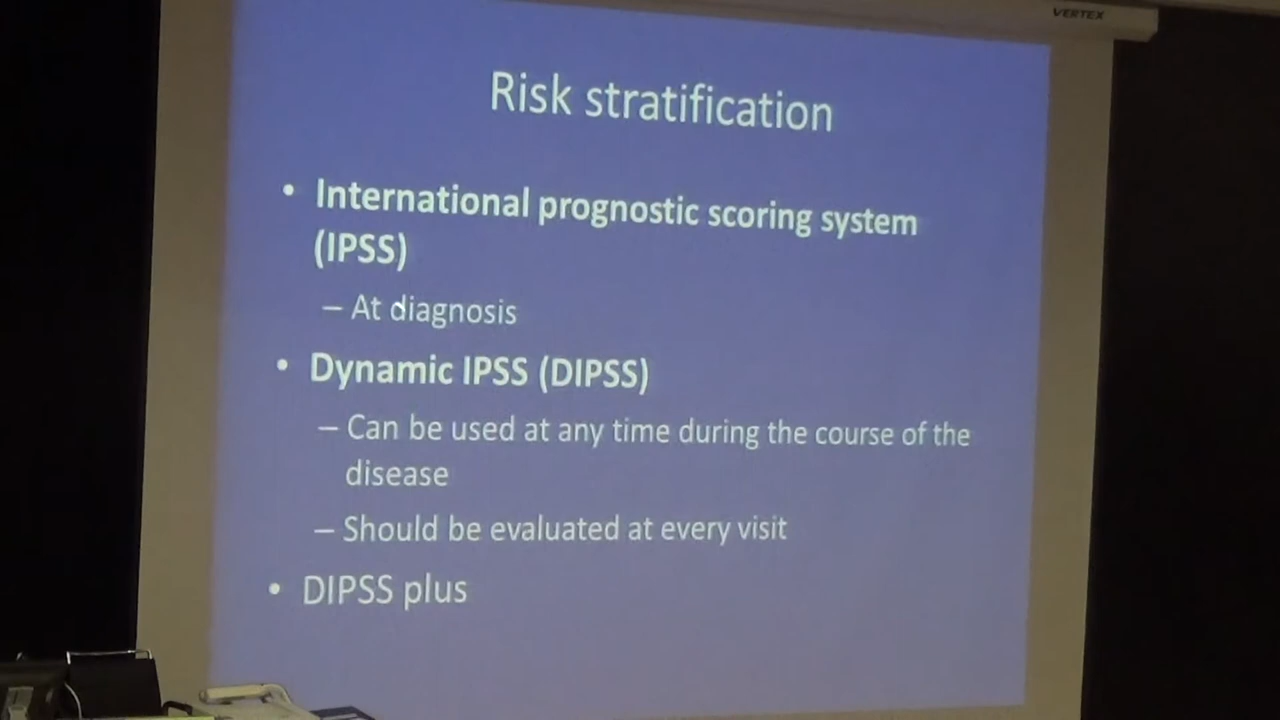 VERTEX
Risk stratification
• International prognostic scoring system
(IPSS)
– At diagnosis
• Dynamic IPSS (DIPSS)
– Can be used at any time during the course of the
disease
– Should be evaluated at every visit
• DIPSS plus